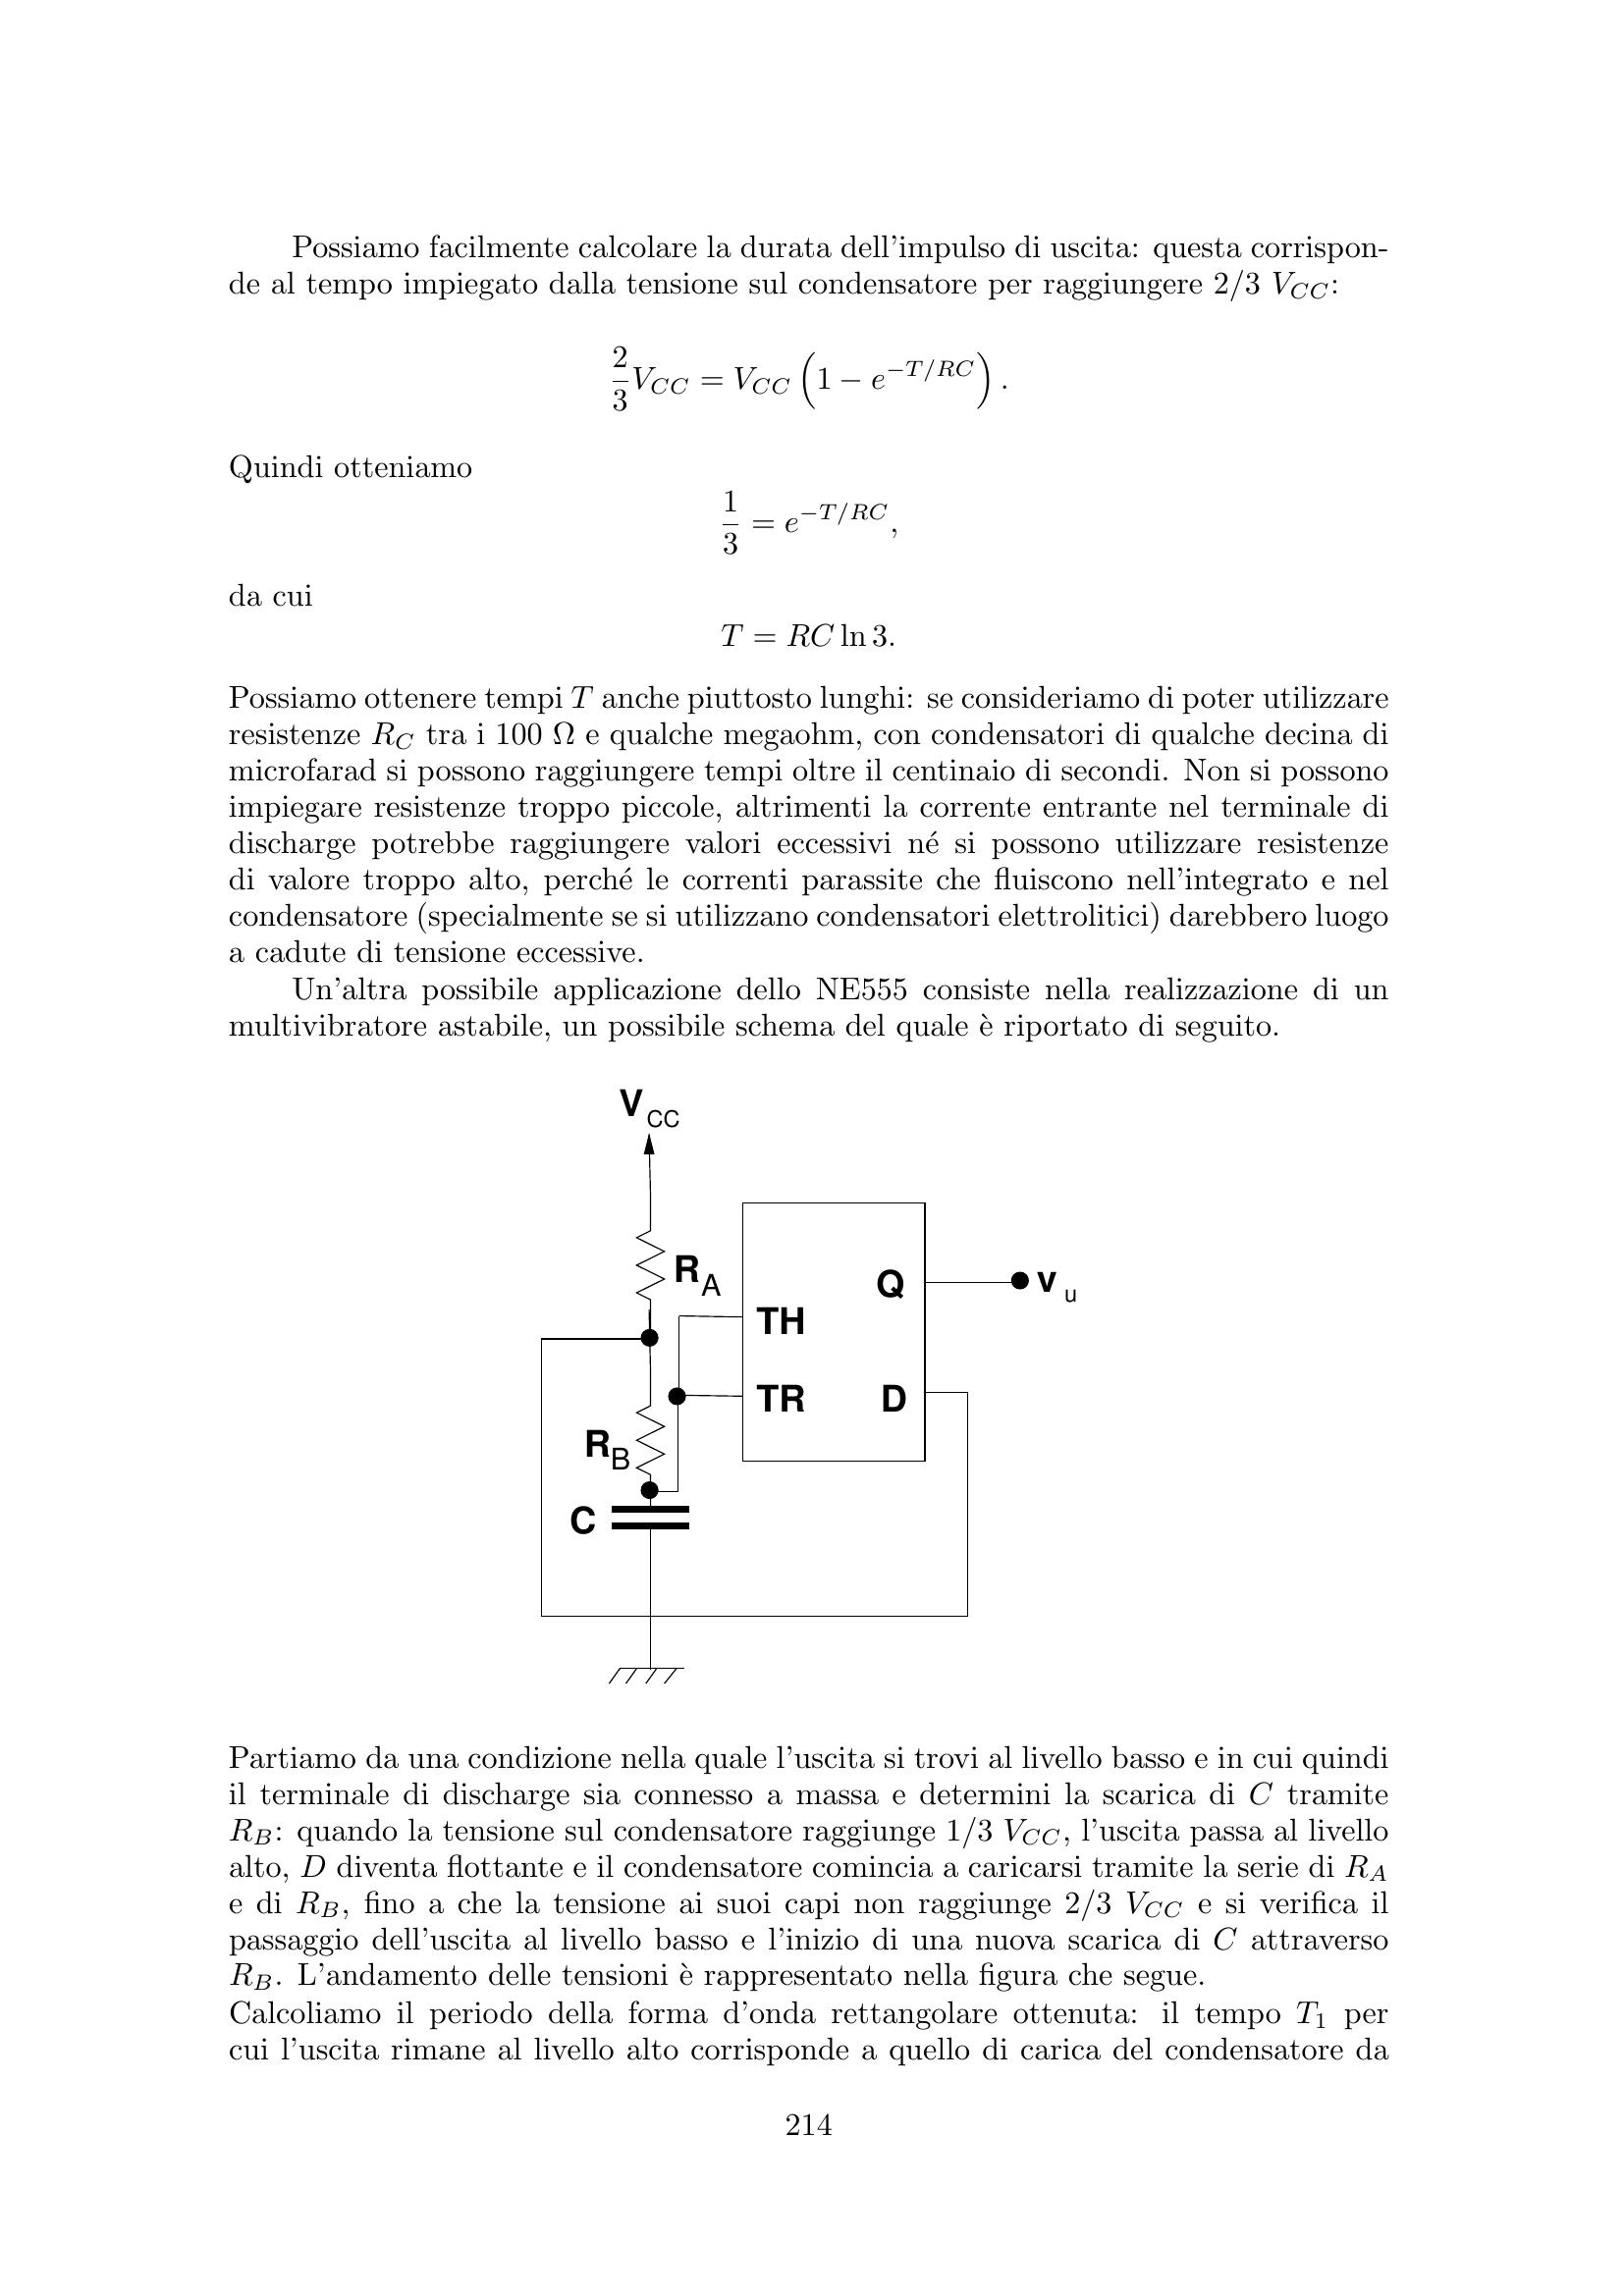 Possiamo facilmente calcolare la durata dell'impulso di uscita: questa corrispon-
de al tempo impiegato dalla tensione sul condensatore per raggiungere 2/3 V_{CC}:
\frac{2}{3}V_{CC} = V_{CC}\left(1 - e^{-T/RC}\right).
Quindi otteniamo
\frac{1}{3} = e^{-T/RC},
da cui
T = RC ln 3.
Possiamo ottenere tempi T anche piuttosto lunghi: se consideriamo di poter utilizzare
resistenze R_C tra i 100 Ω e qualche megaohm, con condensatori di qualche decina di
microfarad si possono raggiungere tempi oltre il centinaio di secondi. Non si possono
impiegare resistenze troppo piccole, altrimenti la corrente entrante nel terminale di
discharge potrebbe raggiungere valori eccessivi né si possono utilizzare resistenze
di valore troppo alto, perché le correnti parassite che fluiscono nell'integrato e nel
condensatore (specialmente se si utilizzano condensatori elettrolitici) darebbero luogo
a cadute di tensione eccessive.
Un'altra possibile applicazione dello NE555 consiste nella realizzazione di un
multivibratore astabile, un possibile schema del quale è riportato di seguito.
V_{CC}
R_A
Q
v_u
TH
TR
D
R_B
C
Partiamo da una condizione nella quale l'uscita si trovi al livello basso e in cui quindi
il terminale di discharge sia connesso a massa e determini la scarica di C tramite
R_B: quando la tensione sul condensatore raggiunge 1/3 V_{CC}, l'uscita passa al livello
alto, D diventa flottante e il condensatore comincia a caricarsi tramite la serie di R_A
e di R_B, fino a che la tensione ai suoi capi non raggiunge 2/3 V_{CC} e si verifica il
passaggio dell'uscita al livello basso e l'inizio di una nuova scarica di C attraverso
R_B. L'andamento delle tensioni è rappresentato nella figura che segue.
Calcoliamo il periodo della forma d'onda rettangolare ottenuta: il tempo T_1 per
cui l'uscita rimane al livello alto corrisponde a quello di carica del condensatore da
214